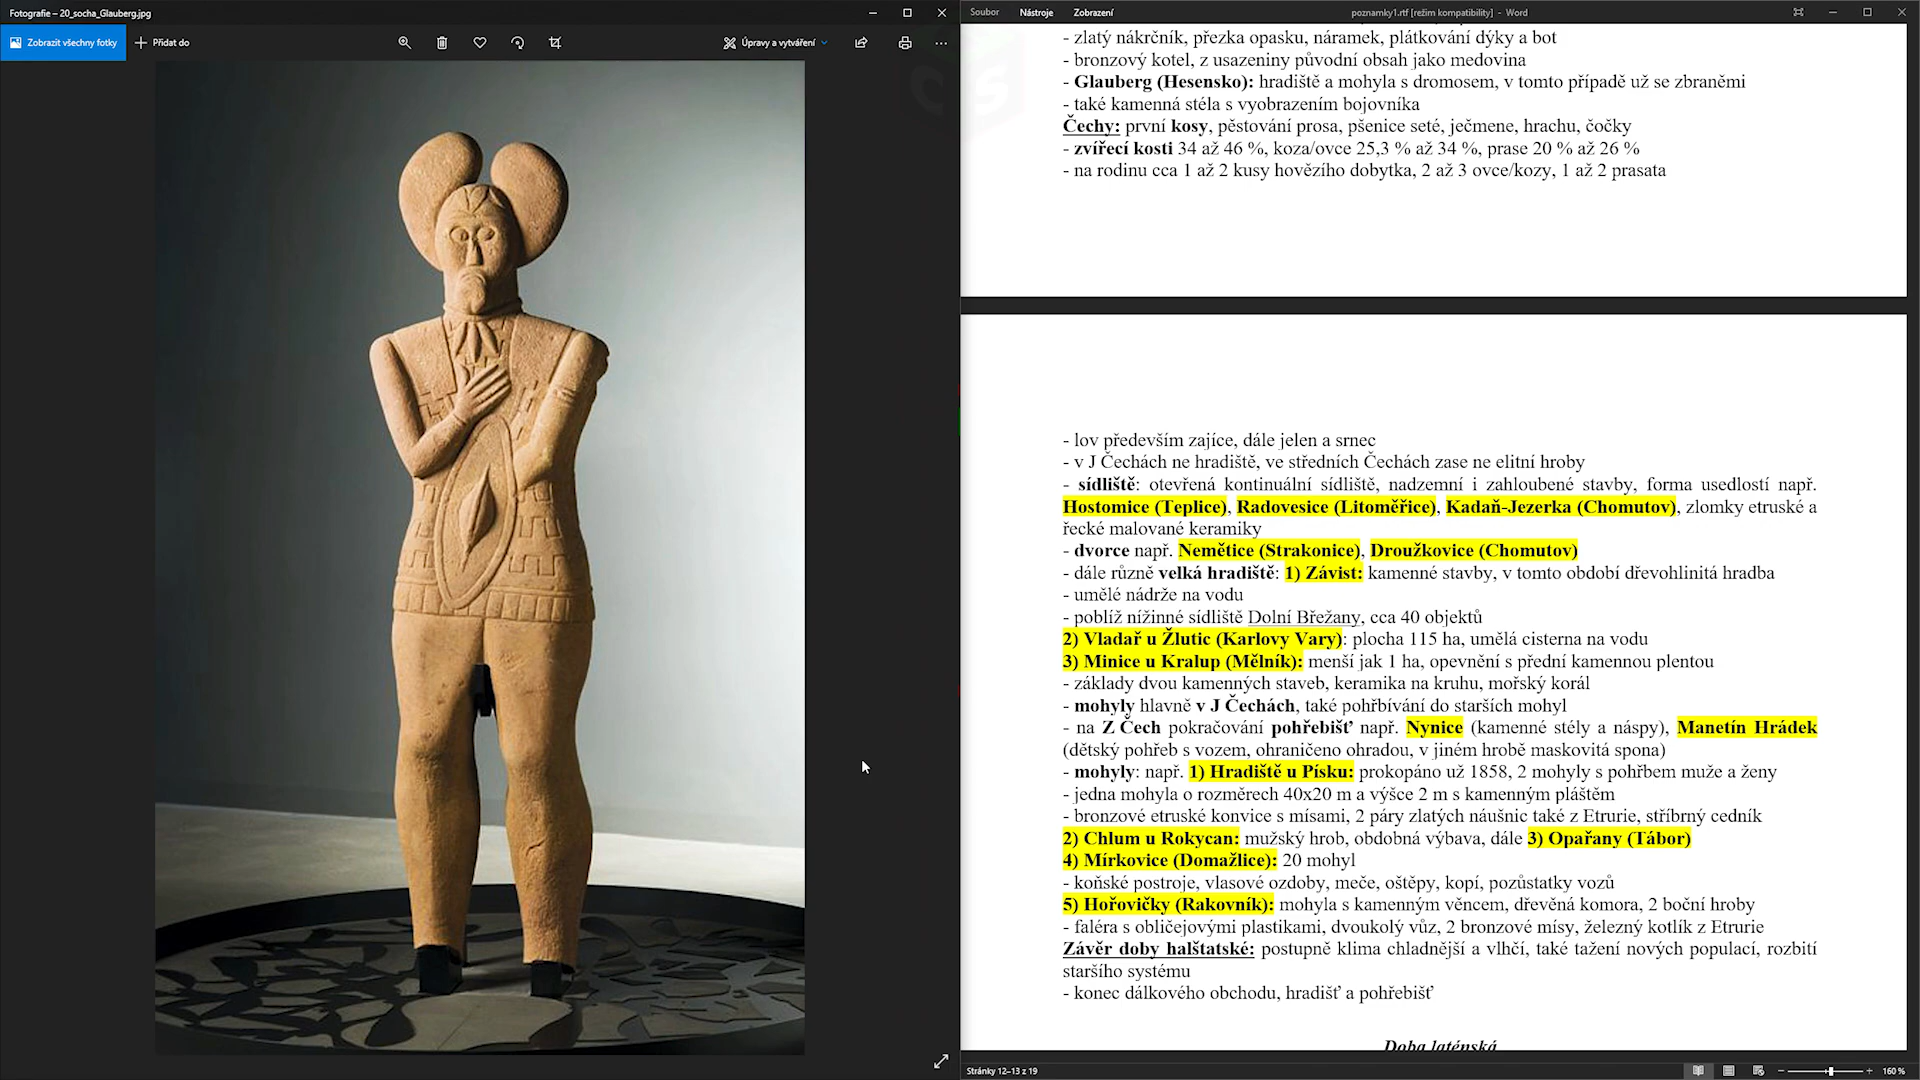 Fotografie – 20_socha_Glauberg.jpg
Zobrazit všechny fotky
Přidat do
Úpravy a vytváření
Soubor Nástroje Zobrazení
poznamky1.rtf [režim kompatibility] - Word
- zlatý nákrčník, přezka opasku, náramek, plátkování dýky a bot
- bronzový kotel, z usazeniny původní obsah jako medovina
- Glauberg (Hesensko): hradiště a mohyla s dromosem, v tomto případě už se zbraněmi
- také kamenná stéla s vyobrazením bojovníka
Čechy: první kosy, pěstování prosa, pšenice seté, ječmene, hrachu, čočky
- zvířecí kosti 34 až 46 %, koza/ovce 25,3 % až 34 %, prase 20 % až 26 %
- na rodinu cca 1 až 2 kusy hovězího dobytka, 2 až 3 ovce/kozy, 1 až 2 prasata
- lov především zajíce, dále jelen a srnec
- v J Čechách ne hradiště, ve středních Čechách zase ne elitní hroby
- sídliště: otevřená kontinuální sídliště, nadzemní i zahloubené stavby, forma usedlostí např.
Hostomice (Teplice), Radovesice (Litoměřice), Kadaň-Jezerka (Chomutov), zlomky etruské a
řecké malované keramiky
- dvorce např. Nemětice (Strakonice), Droužkovice (Chomutov)
- dále různě velká hradiště: 1) Závist: kamenné stavby, v tomto období dřevohlinitá hradba
- umělé nádrže na vodu
- poblíž nížinné sídliště Dolní Břežany, cca 40 objektů
2) Vladař u Žlutic (Karlovy Vary): plocha 115 ha, umělá cisterna na vodu
3) Minice u Kralup (Mělník): menší jak 1 ha, opevnění s přední kamennou plentou
- základy dvou kamenných staveb, keramika na kruhu, mořský korál
- mohyly hlavně v J Čechách, také pohřbívání do starších mohyl
- na Z Čech pokračování pohřebišť např. Nynice (kamenné stély a náspy), Manetín Hrádek
(dětský pohřeb s vozem, ohraničeno ohradou, v jiném hrobě maskovitá spona)
- mohyly: např. 1) Hradiště u Písku: prokopáno už 1858, 2 mohyly s pohřbem muže a ženy
- jedna mohyla o rozměrech 40x20 m a výšce 2 m s kamenným pláštěm
- bronzové etruské konvice s mísami, 2 páry zlatých náušnic také z Etrurie, stříbrný cedník
2) Chlum u Rokycan: mužský hrob, obdobná výbava, dále 3) Opařany (Tábor)
4) Mírkovice (Domažlice): 20 mohyl
- koňské postroje, vlasové ozdoby, meče, oštěpy, kopí, pozůstatky vozů
5) Hořovičky (Rakovník): mohyla s kamenným věncem, dřevěná komora, 2 boční hroby
- faléra s obličejovými plastikami, dvoukolý vůz, 2 bronzové mísy, železný kotlík z Etrurie
Závěr doby halštatské: postupně klima chladnější a vlhčí, také tažení nových populací, rozbití
staršího systému
- konec dálkového obchodu, hradišť a pohřebišť
Doba laténská
Stránky 12–13 z 19
160 %